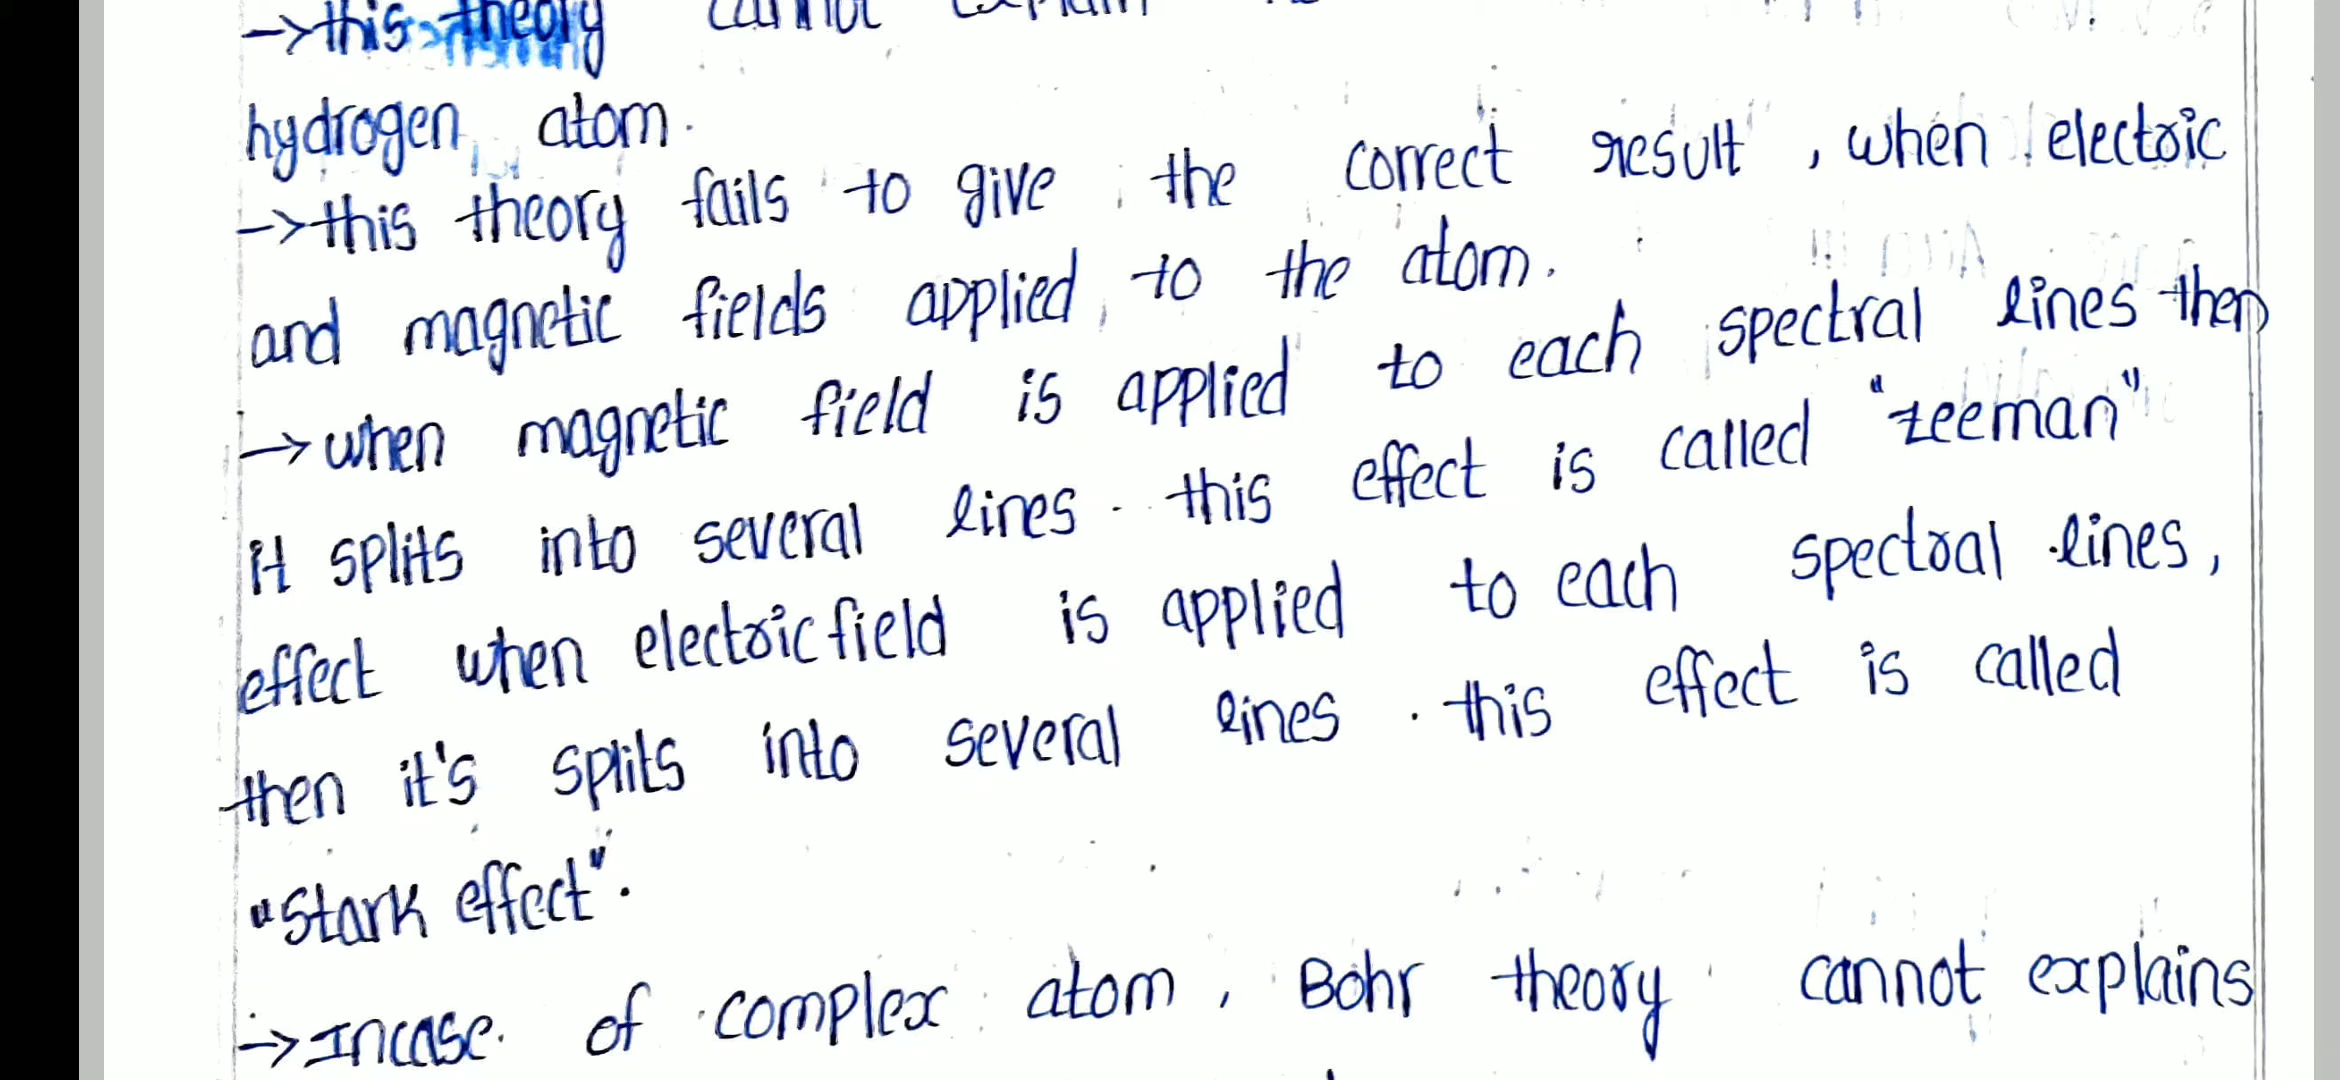 ->this theory cannot explain
hydrogen atom.
->this theory fails to give the correct result, when electric
and magnetic fields applied to the atom.
->when magnetic field is applied to each spectral lines then
it splits into several lines. this effect is called "zeeman"
effect when electric field is applied to each spectral lines,
then it's splits into several lines. this effect is called
"Stark effect".
->Incase of complex atom, Bohr theory cannot explains